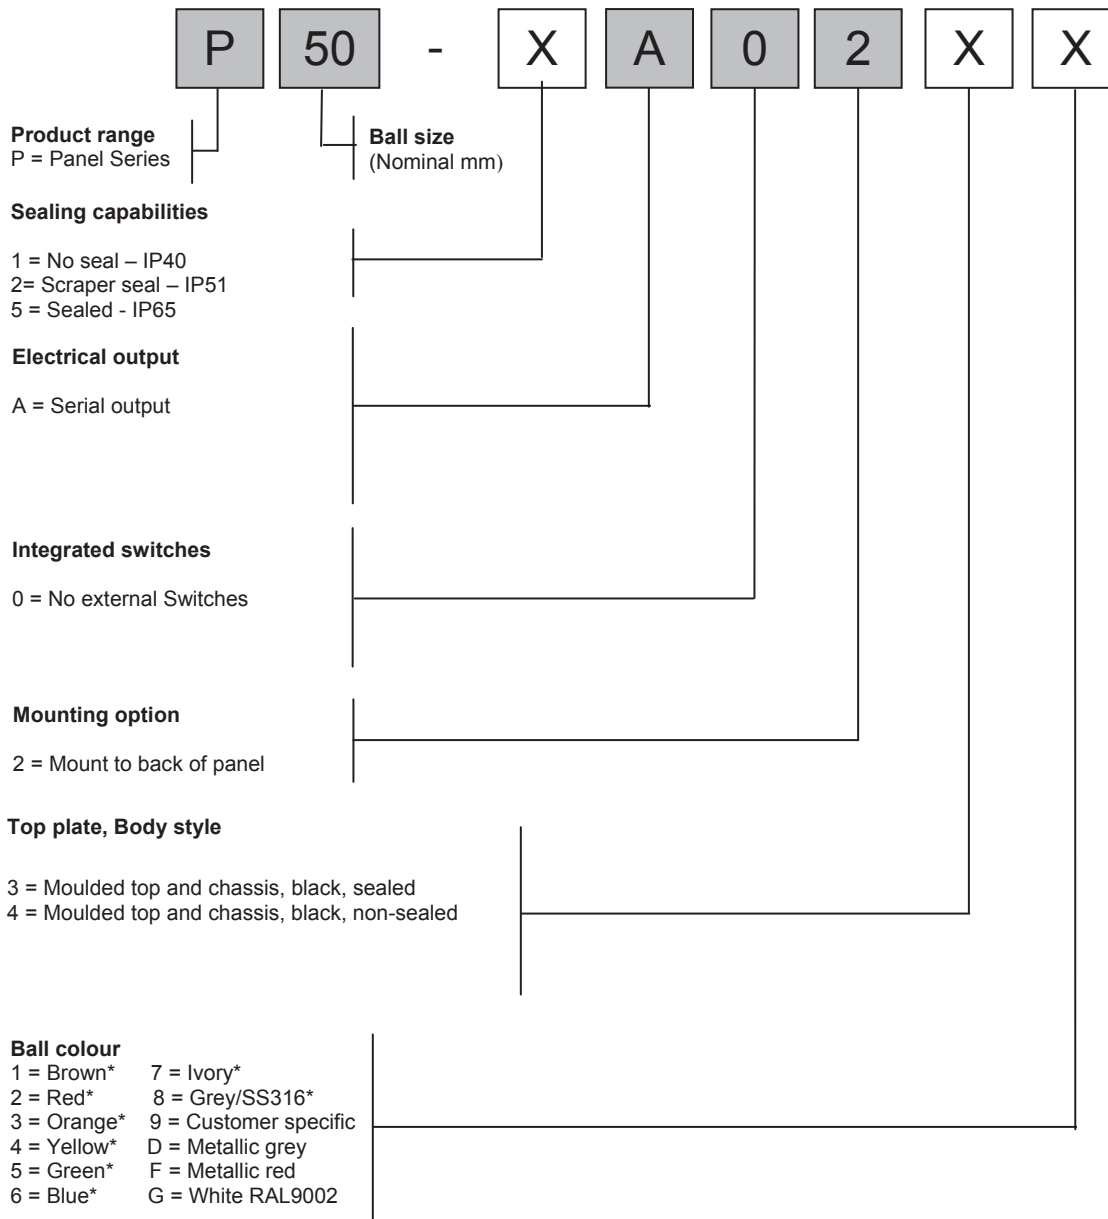 P 50 - X A 0 2 X X
Product range
P = Panel Series
Ball size
(Nominal mm)
Sealing capabilities
1 = No seal – IP40
2= Scraper seal – IP51
5 = Sealed - IP65
Electrical output
A = Serial output
Integrated switches
0 = No external Switches
Mounting option
2 = Mount to back of panel
Top plate, Body style
3 = Moulded top and chassis, black, sealed
4 = Moulded top and chassis, black, non-sealed
Ball colour
1 = Brown* 7 = Ivory*
2 = Red* 8 = Grey/SS316*
3 = Orange* 9 = Customer specific
4 = Yellow* D = Metallic grey
5 = Green* F = Metallic red
6 = Blue* G = White RAL9002